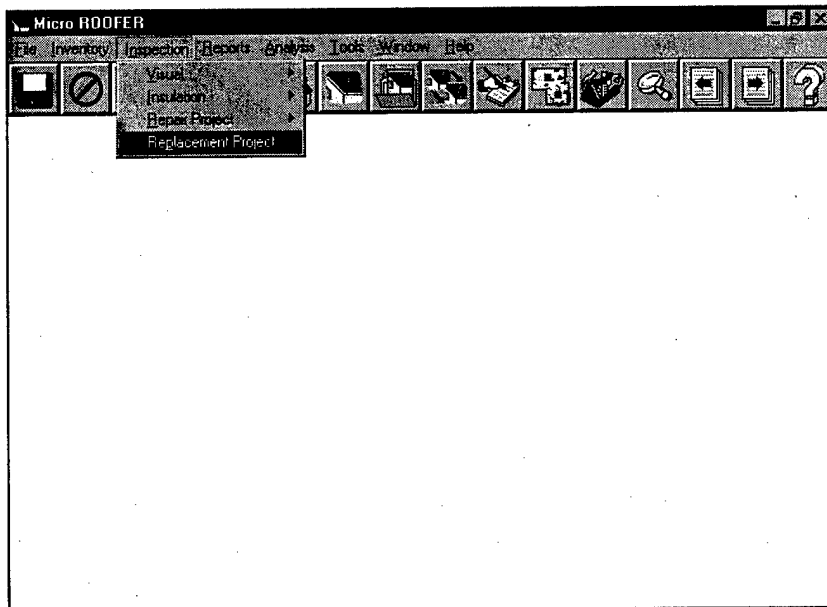 Micro ROOFER
File Inventory Inspection Reports Analysis Tools Window Help
Visual
Insulation
Repair Project
Replacement Project